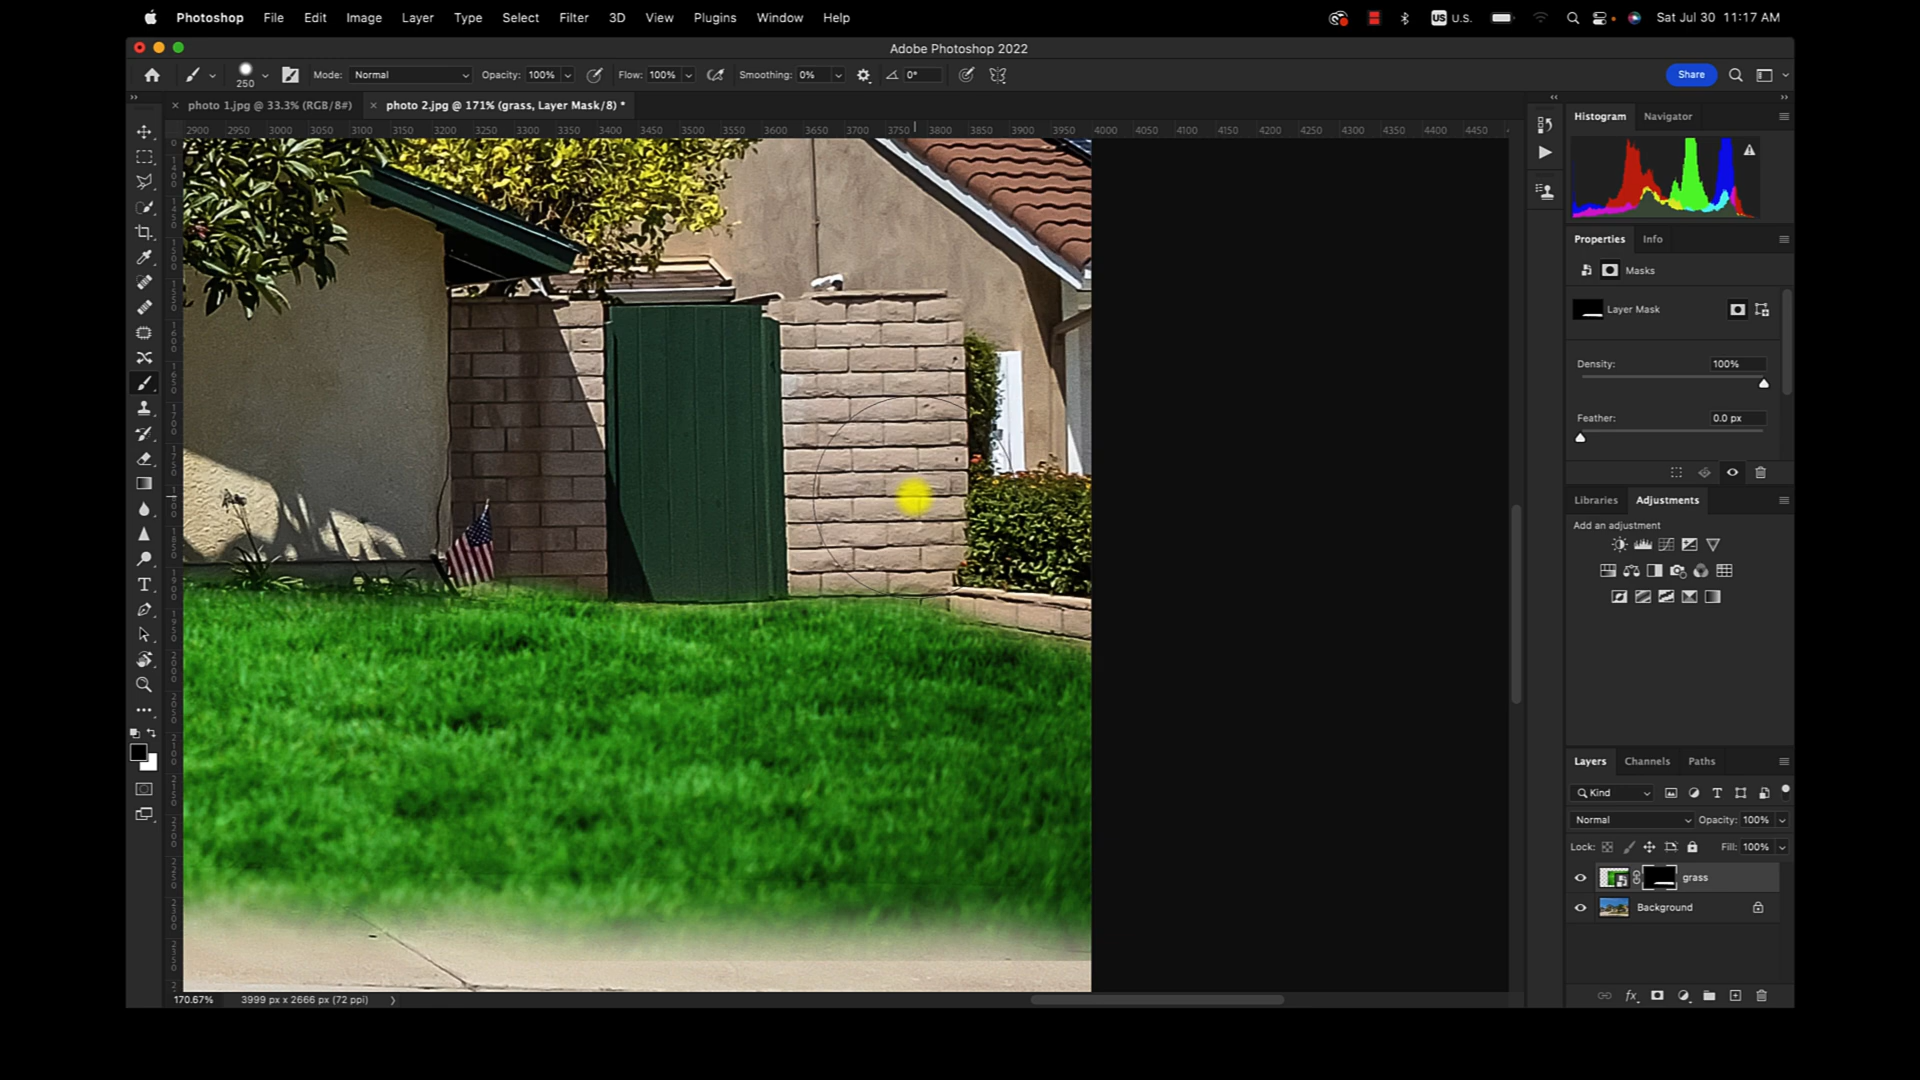 Photoshop File Edit Image Layer Type Select Filter 3D View Plugins Window Help US U.S. Sat Jul 30 11:17 AM
Adobe Photoshop 2022
250 Mode: Normal Opacity: 100% Flow: 100% Smoothing: 0% 0° Share
photo 1.jpg @ 33.3% (RGB/8#) photo 2.jpg @ 171% (grass, Layer Mask/8) *
2900 2950 3000 3050 3100 3150 3200 3250 3300 3350 3400 3450 3500 3550 3600 3650 3700 3750 3800 3850 3900 3950 4000 4050 4100 4150 4200 4250 4300 4350 4400 4450
Histogram Navigator
Properties Info
Masks
Layer Mask
Density: 100%
Feather: 0.0 px
Libraries Adjustments
Add an adjustment
Layers Channels Paths
Kind
Normal Opacity: 100%
Lock: Fill: 100%
grass
Background
170.67% 3999 px x 2666 px (72 ppi)